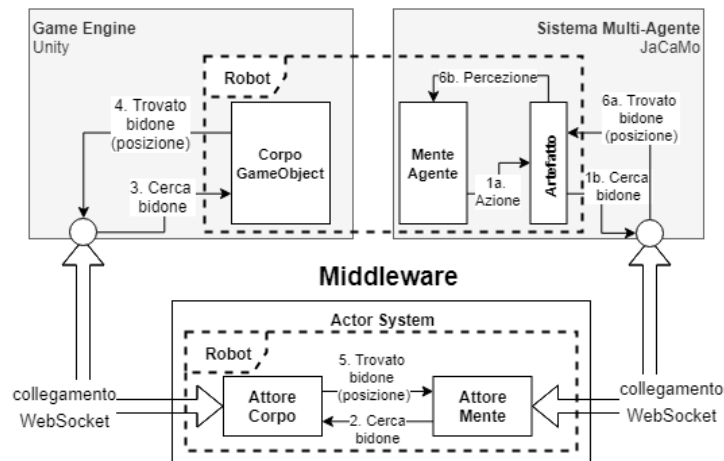 Game Engine
Unity
Sistema Multi-Agente
JaCaMo
Robot
4. Trovato
bidone
(posizione)
3. Cerca
bidone
Corpo
GameObject
6b. Percezione
Mente
Agente
1a.
Azione
Artefatto
6a. Trovato
bidone
(posizione)
1b. Cerca
bidone
Middleware
Actor System
Robot
5. Trovato
bidone
(posizione)
Attore
Corpo
2. Cerca
bidone
Attore
Mente
collegamento
WebSocket
collegamento
WebSocket